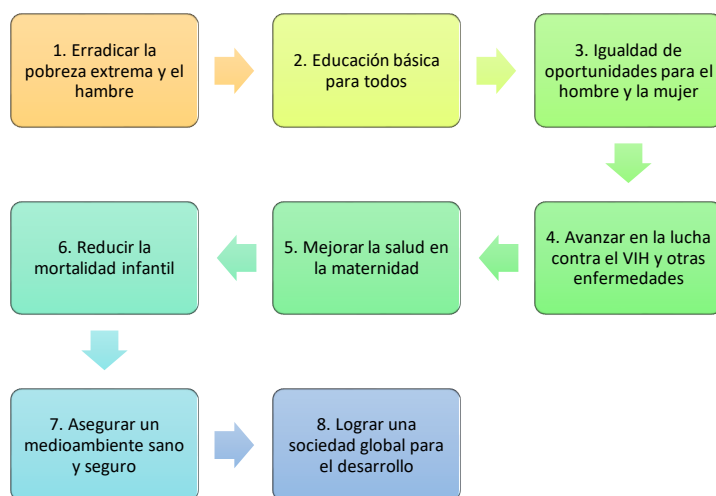 1. Erradicar la
pobreza extrema y el
hambre
2. Educación básica
para todos
3. Igualdad de
oportunidades para el
hombre y la mujer
4. Avanzar en la lucha
contra el VIH y otras
enfermedades
5. Mejorar la salud en
la maternidad
6. Reducir la
mortalidad infantil
7. Asegurar un
medioambiente sano
y seguro
8. Lograr una
sociedad global para
el desarrollo